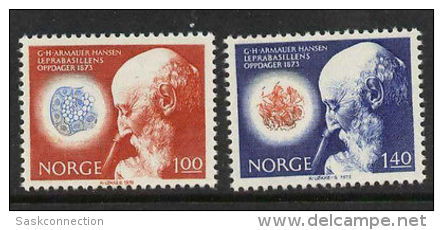 G·H·ARMAUER HANSEN
LEPRABASILLENS
OPPDAGER 1873
NORGE 1.00
G·H·ARMAUER HANSEN
LEPRABASILLENS
OPPDAGER 1873
NORGE 1.40
Saskconnection
delcampe.net